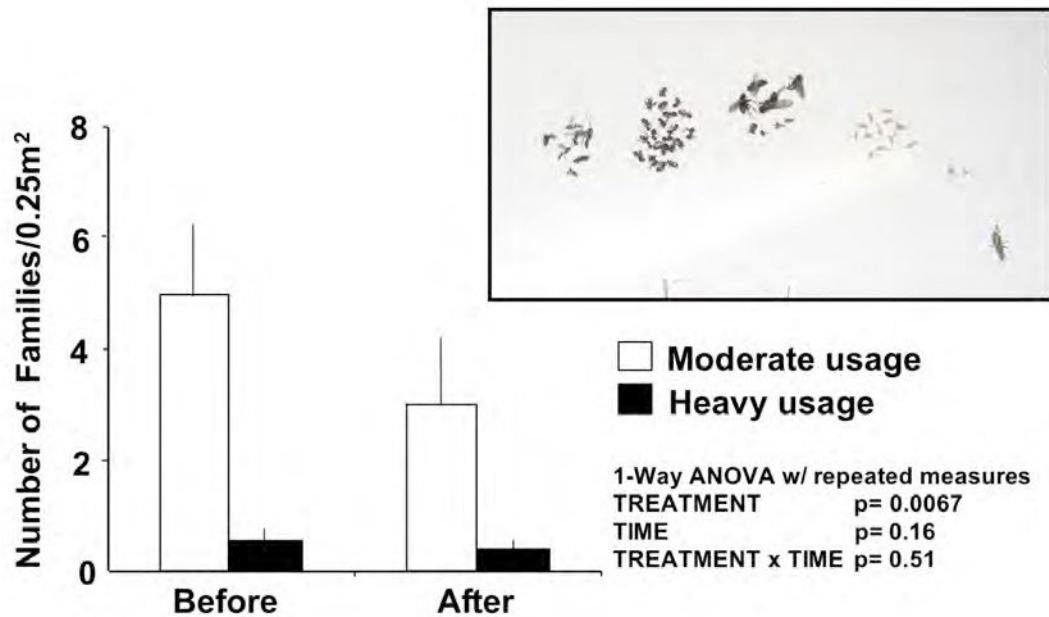 Number of Families/0.25m²
8
6
4
2
0
Before After
Moderate usage
Heavy usage
1-Way ANOVA w/ repeated measures
TREATMENT p= 0.0067
TIME p= 0.16
TREATMENT x TIME p= 0.51